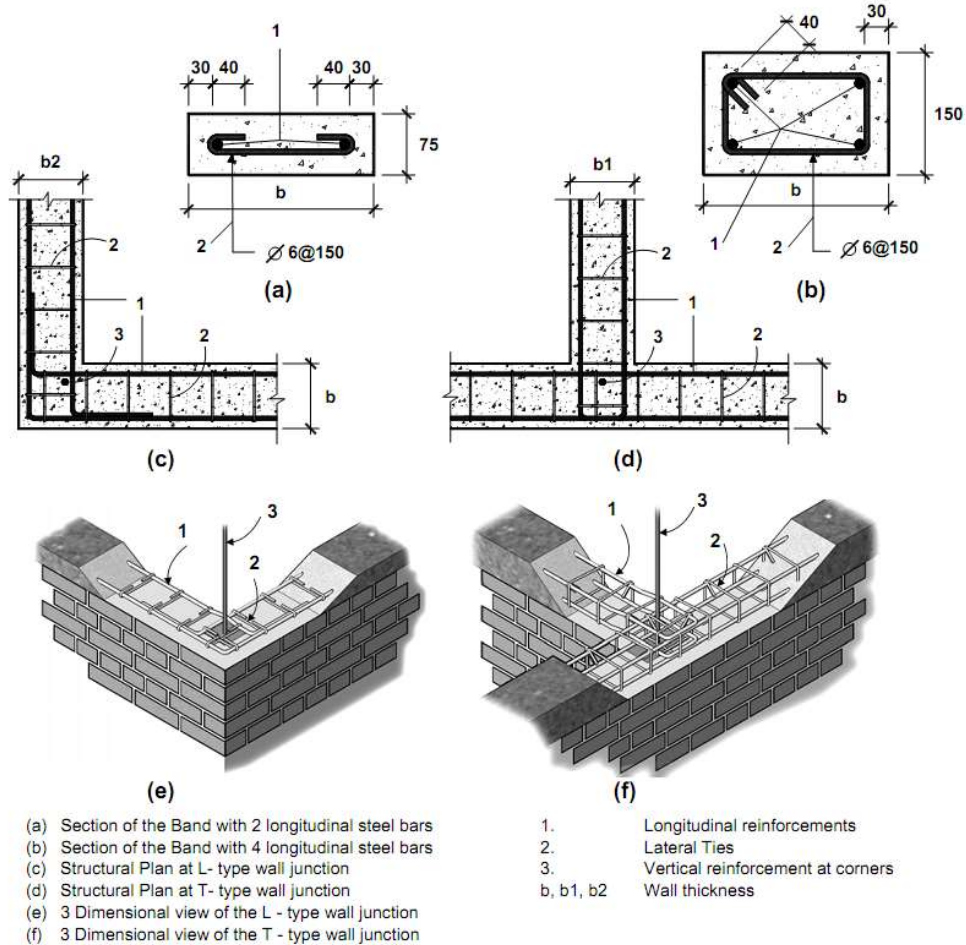 1
30 40 40 30
75
b
2
Ø 6@150
(a)
40
30
150
b
1
2
Ø 6@150
(b)
b2
2
1
3
2
b
(c)
b1
2
1
3
2
b
(d)
1
3
2
(e)
1
3
2
(f)
(a) Section of the Band with 2 longitudinal steel bars
(b) Section of the Band with 4 longitudinal steel bars
(c) Structural Plan at L- type wall junction
(d) Structural Plan at T- type wall junction
(e) 3 Dimensional view of the L - type wall junction
(f) 3 Dimensional view of the T - type wall junction
1. Longitudinal reinforcements
2. Lateral Ties
3. Vertical reinforcement at corners
b, b1, b2 Wall thickness